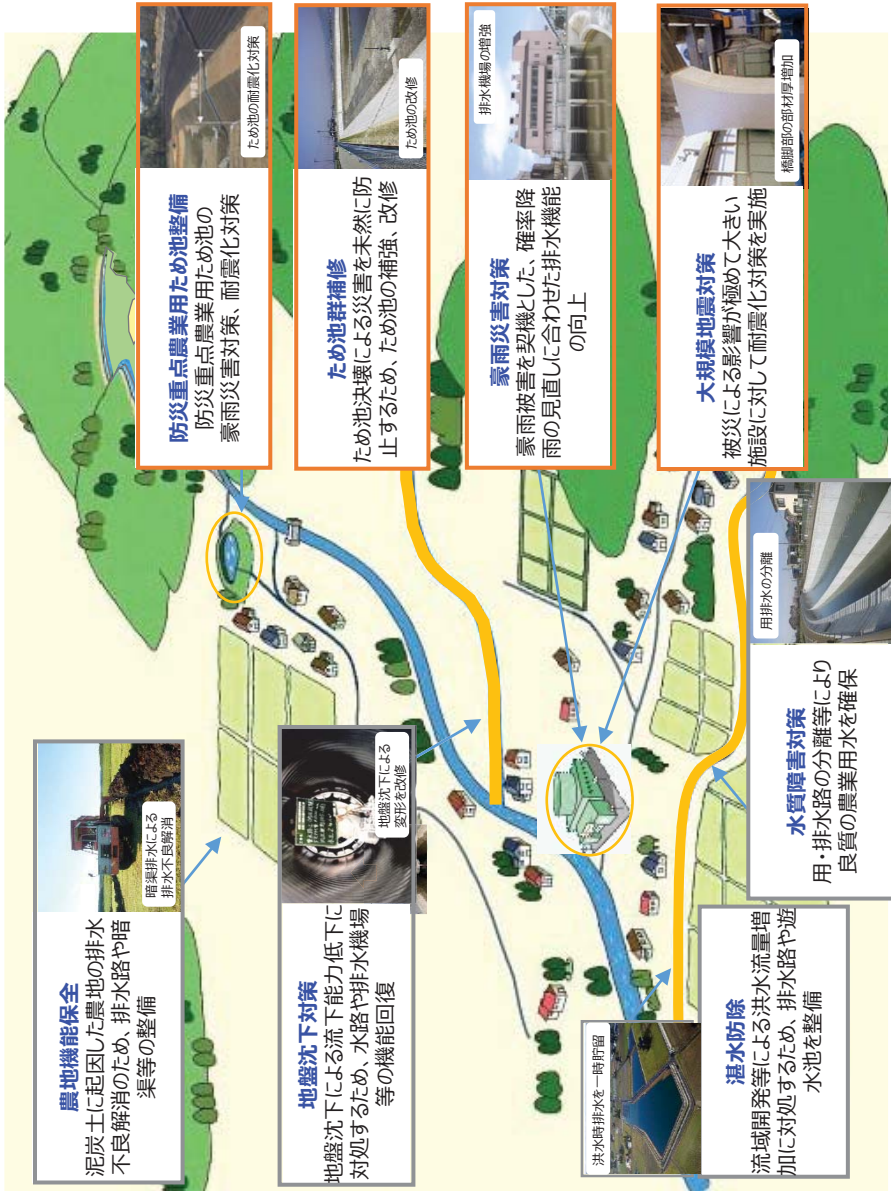 農地機能保全
泥炭土に起因した農地の排水
不良解消のため、排水路や暗
渠等の整備
暗渠排水による
排水不良解消
防災重点農業用ため池整備
防災重点農業用ため池の
豪雨災害対策、耐震化対策
ため池の耐震化対策
地盤沈下対策
地盤沈下による流下能力低下に
対処するため、水路や排水機場
等の機能回復
地盤沈下による
変形を改修
ため池群補修
ため池決壊による災害を未然に防
止するため、ため池の補強、改修
ため池の改修
豪雨災害対策
豪雨被害を契機とした、確率降
雨の見直しに合わせた排水機能
の向上
排水機場の増強
大規模地震対策
被災による影響が極めて大きい
施設に対して耐震化対策を実施
橋脚部の部材厚増加
洪水時排水を一時貯留
湛水防除
流域開発等による洪水流量増
加に対処するため、排水路や遊
水池を整備
水質障害対策
用・排水路の分離等により
良質の農業用水を確保
用排水の分離